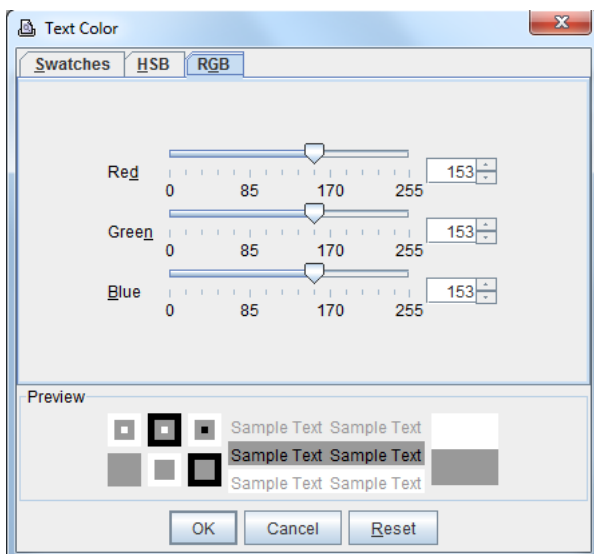 Text Color
Swatches HSB RGB
Red 153
0 85 170 255
Green 153
0 85 170 255
Blue 153
0 85 170 255
Preview
Sample Text Sample Text
Sample Text Sample Text
Sample Text Sample Text
OK Cancel Reset